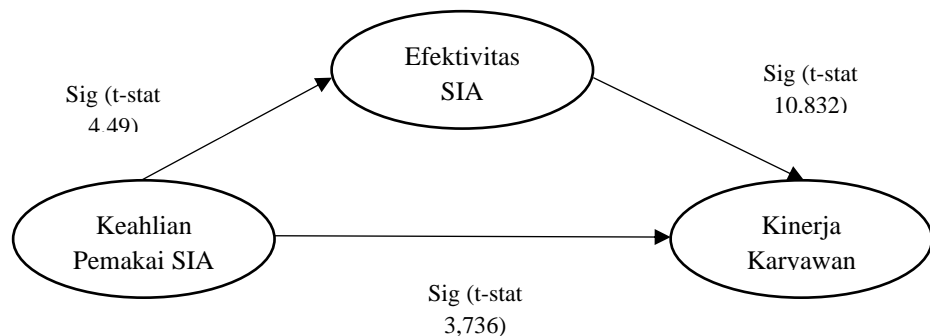 Efektivitas
SIA
Sig (t-stat
4,49)
Sig (t-stat
10,832)
Keahlian
Pemakai SIA
Kinerja
Karyawan
Sig (t-stat
3,736)